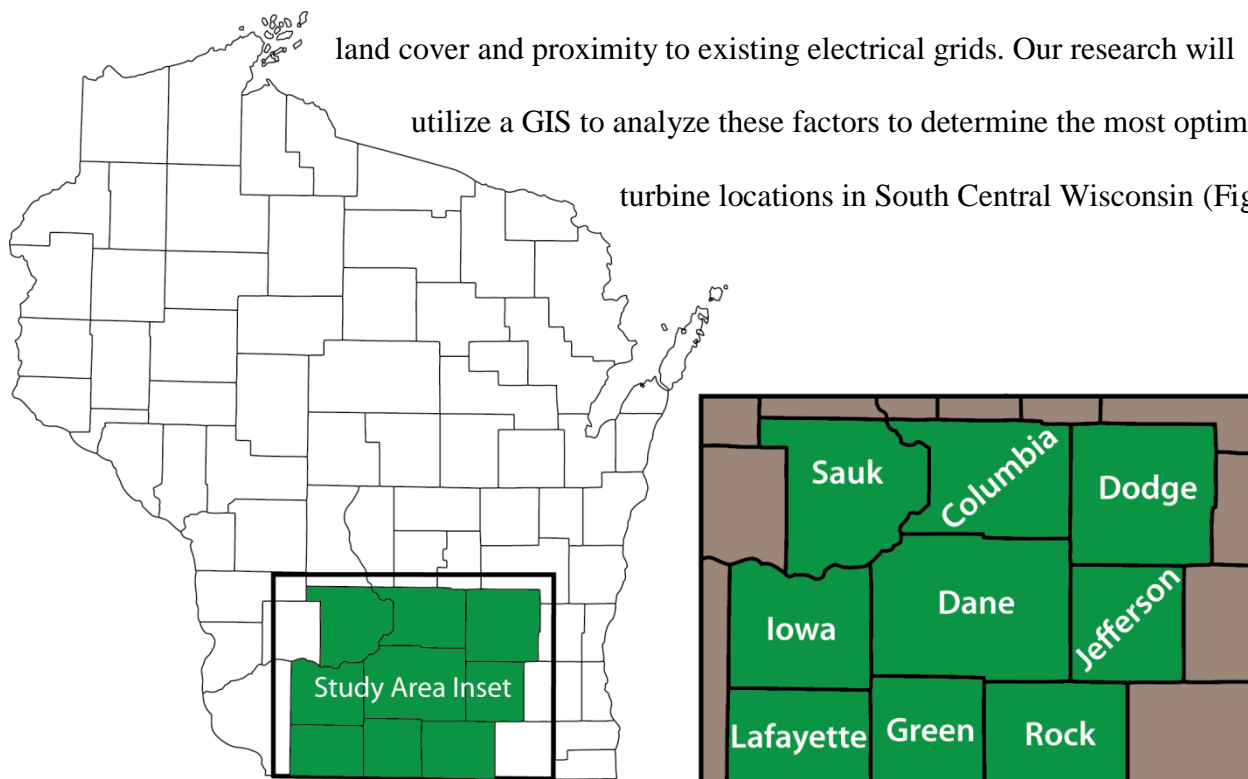 land cover and proximity to existing electrical grids. Our research will
utilize a GIS to analyze these factors to determine the most optim
turbine locations in South Central Wisconsin (Fig
Sauk
Columbia
Dodge
Iowa
Dane
Jefferson
Study Area Inset
Lafayette
Green
Rock